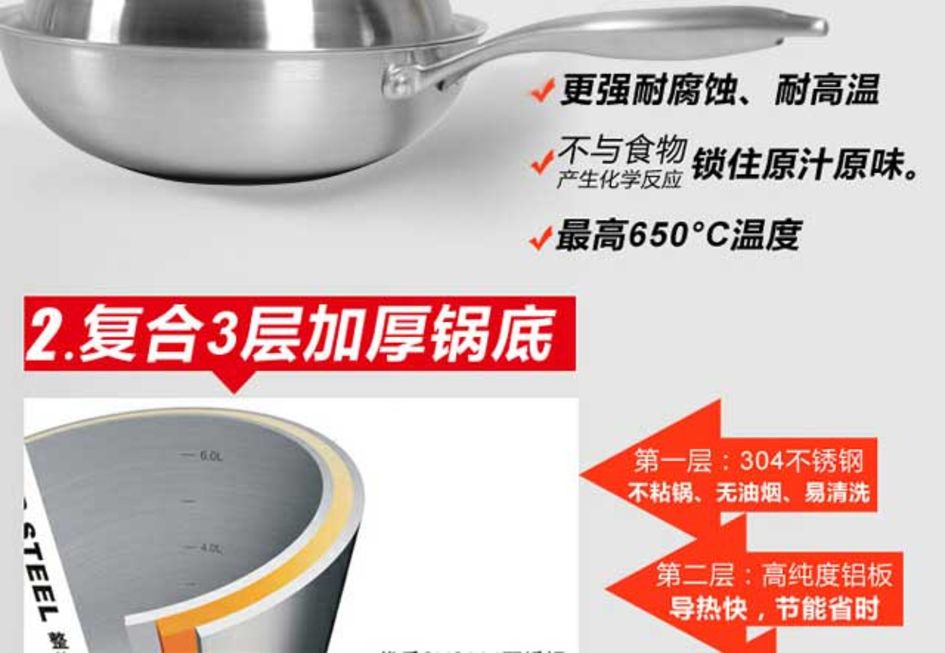 更强耐腐蚀、耐高温
不与食物
产生化学反应
锁住原汁原味。
最高650°C温度
2.复合3层加厚锅底
6.0L
4.0L
STEEL
整
第一层：304不锈钢
不粘锅、无油烟、易清洗
第二层：高纯度铝板
导热快，节能省时